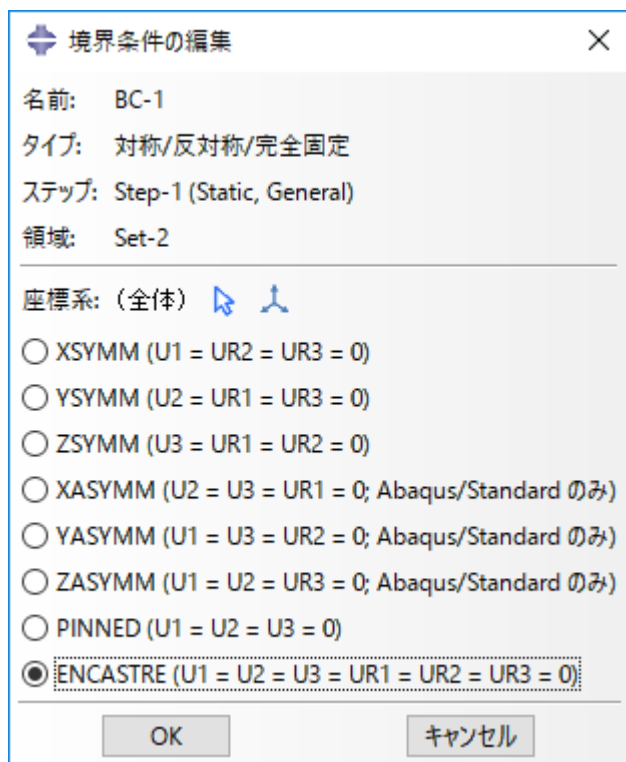 境界条件の編集
名前: BC-1
タイプ: 対称/反対称/完全固定
ステップ: Step-1 (Static, General)
領域: Set-2
座標系: (全体)
XSYMM (U1 = UR2 = UR3 = 0)
YSYMM (U2 = UR1 = UR3 = 0)
ZSYMM (U3 = UR1 = UR2 = 0)
XASYMM (U2 = U3 = UR1 = 0; Abaqus/Standard のみ)
YASYMM (U1 = U3 = UR2 = 0; Abaqus/Standard のみ)
ZASYMM (U1 = U2 = UR3 = 0; Abaqus/Standard のみ)
PINNED (U1 = U2 = U3 = 0)
ENCASTRE (U1 = U2 = U3 = UR1 = UR2 = UR3 = 0)
OK キャンセル